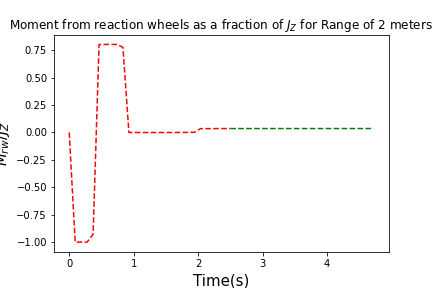 Moment from reaction wheels as a fraction of J_Z for Range of 2 meters
M_rw/J_Z
0.75
0.50
0.25
0.00
−0.25
−0.50
−0.75
−1.00
0 1 2 3 4
Time(s)